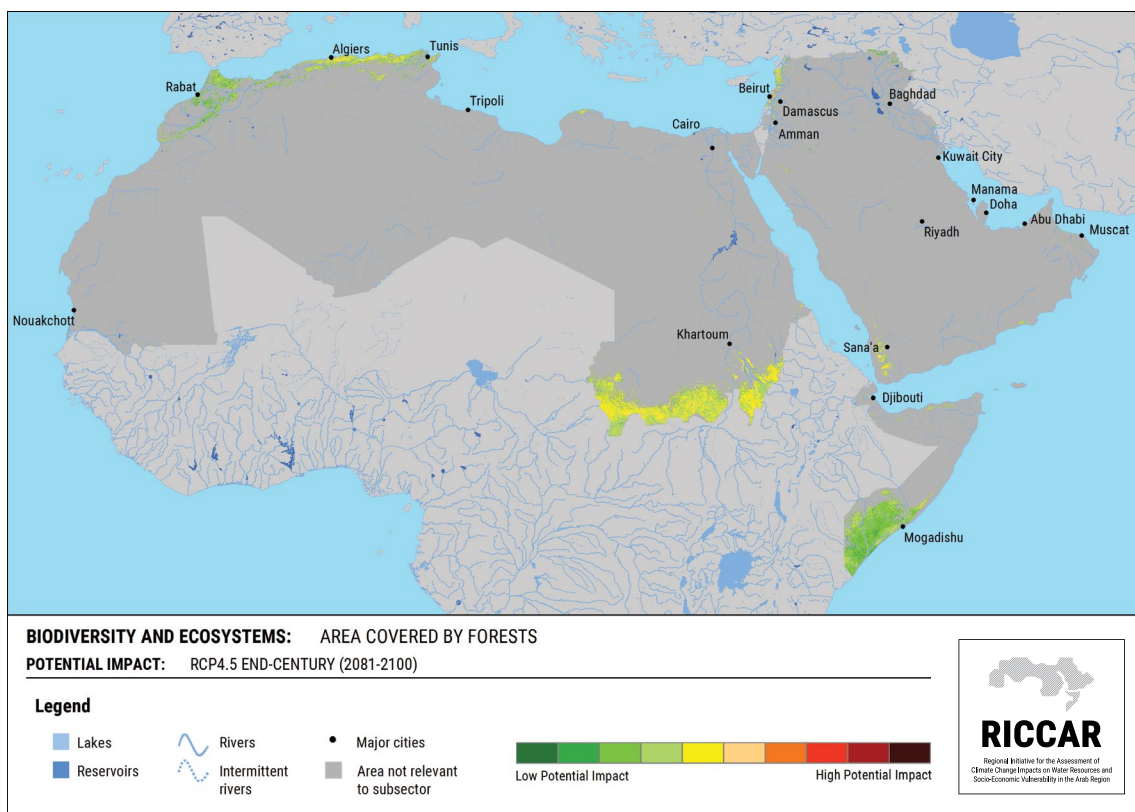 Algiers
Tunis
Rabat
Tripoli
Beirut
Damascus
Baghdad
Cairo
Amman
Kuwait City
Manama
Doha
Abu Dhabi
Riyadh
Muscat
Nouakchott
Khartoum
Sana'a
Djibouti
Mogadishu
BIODIVERSITY AND ECOSYSTEMS: AREA COVERED BY FORESTS
POTENTIAL IMPACT: RCP4.5 END-CENTURY (2081-2100)
Legend
Lakes
Reservoirs
Rivers
Intermittent
rivers
Major cities
Area not relevant
to subsector
Low Potential Impact
High Potential Impact
RICCAR
Regional Initiative for the Assessment of
Climate Change Impacts on Water Resources and
Socio-Economic Vulnerability in the Arab Region